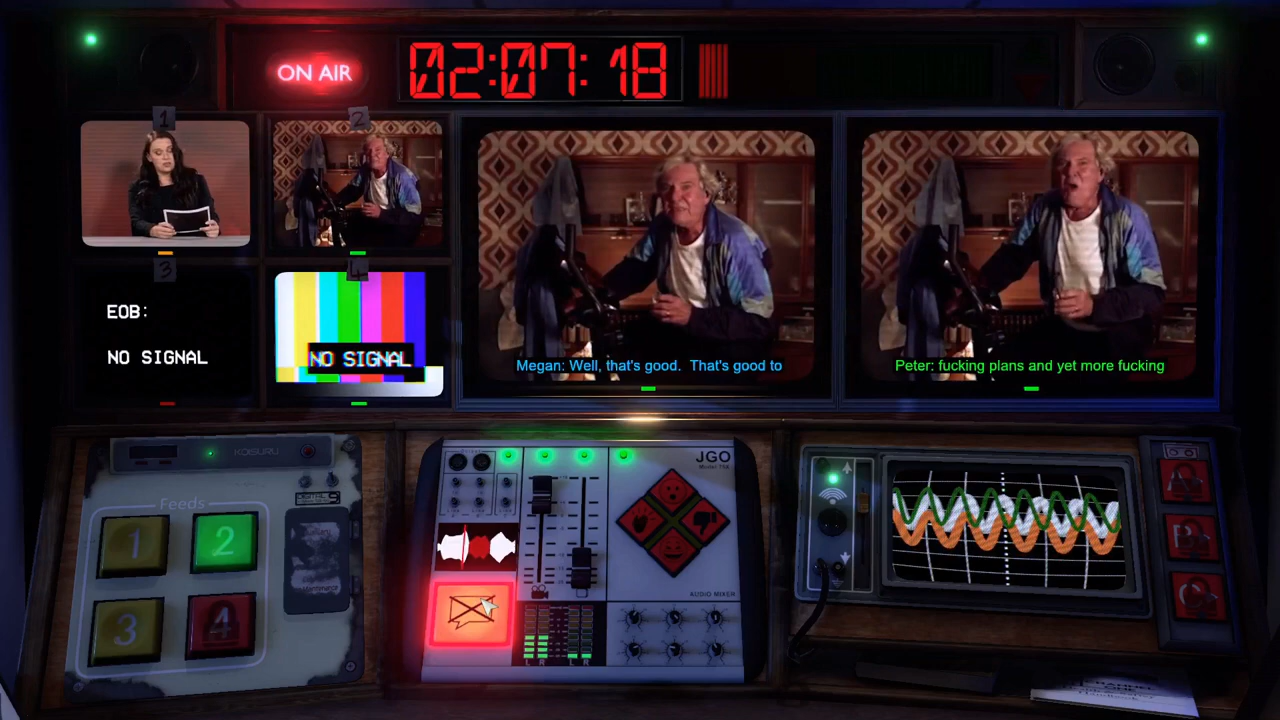 ON AIR
02:07:18
1
2
3
4
EOB:
NO SIGNAL
NO SIGNAL
Megan: Well, that's good. That's good to
Peter: fucking plans and yet more fucking
KOISURU
Feeds
1
2
3
4
JGO
AUDIO MIXER
L R
L R